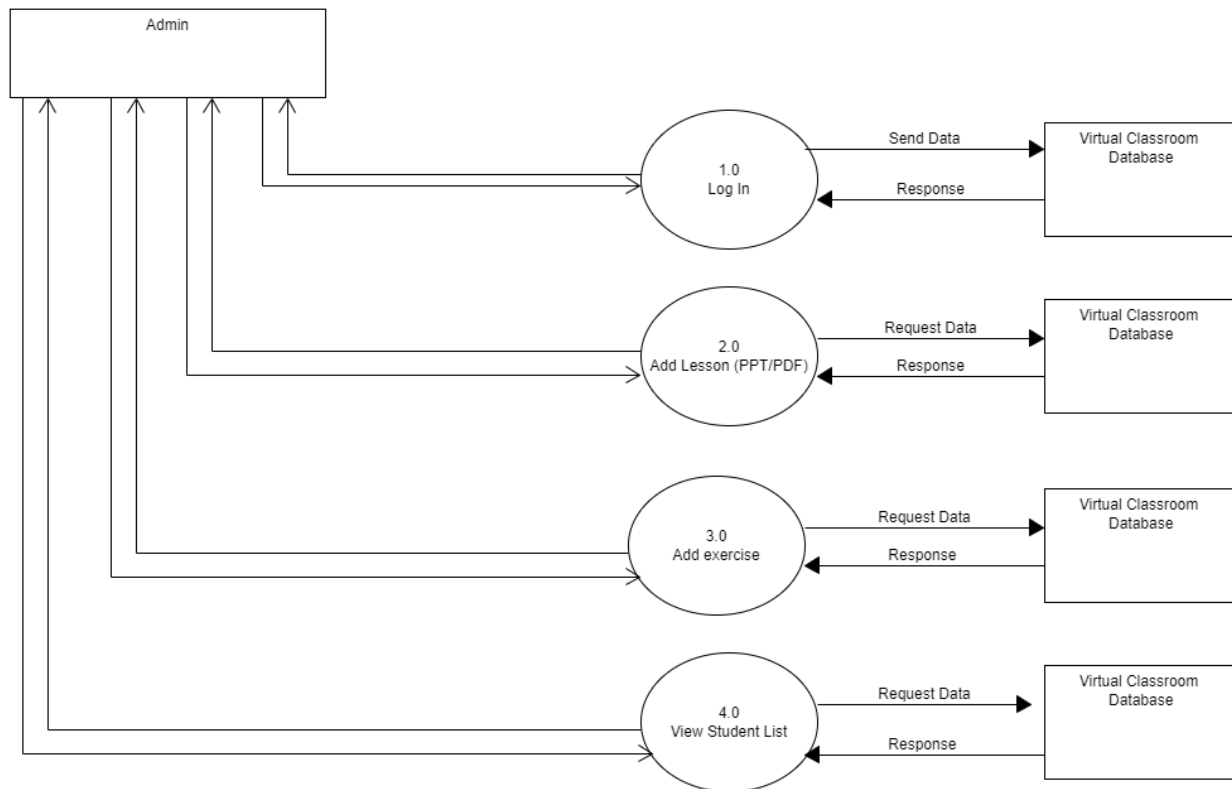 Admin
1.0
Log In
Send Data
Response
Virtual Classroom
Database
2.0
Add Lesson (PPT/PDF)
Request Data
Response
Virtual Classroom
Database
3.0
Add exercise
Request Data
Response
Virtual Classroom
Database
4.0
View Student List
Request Data
Response
Virtual Classroom
Database